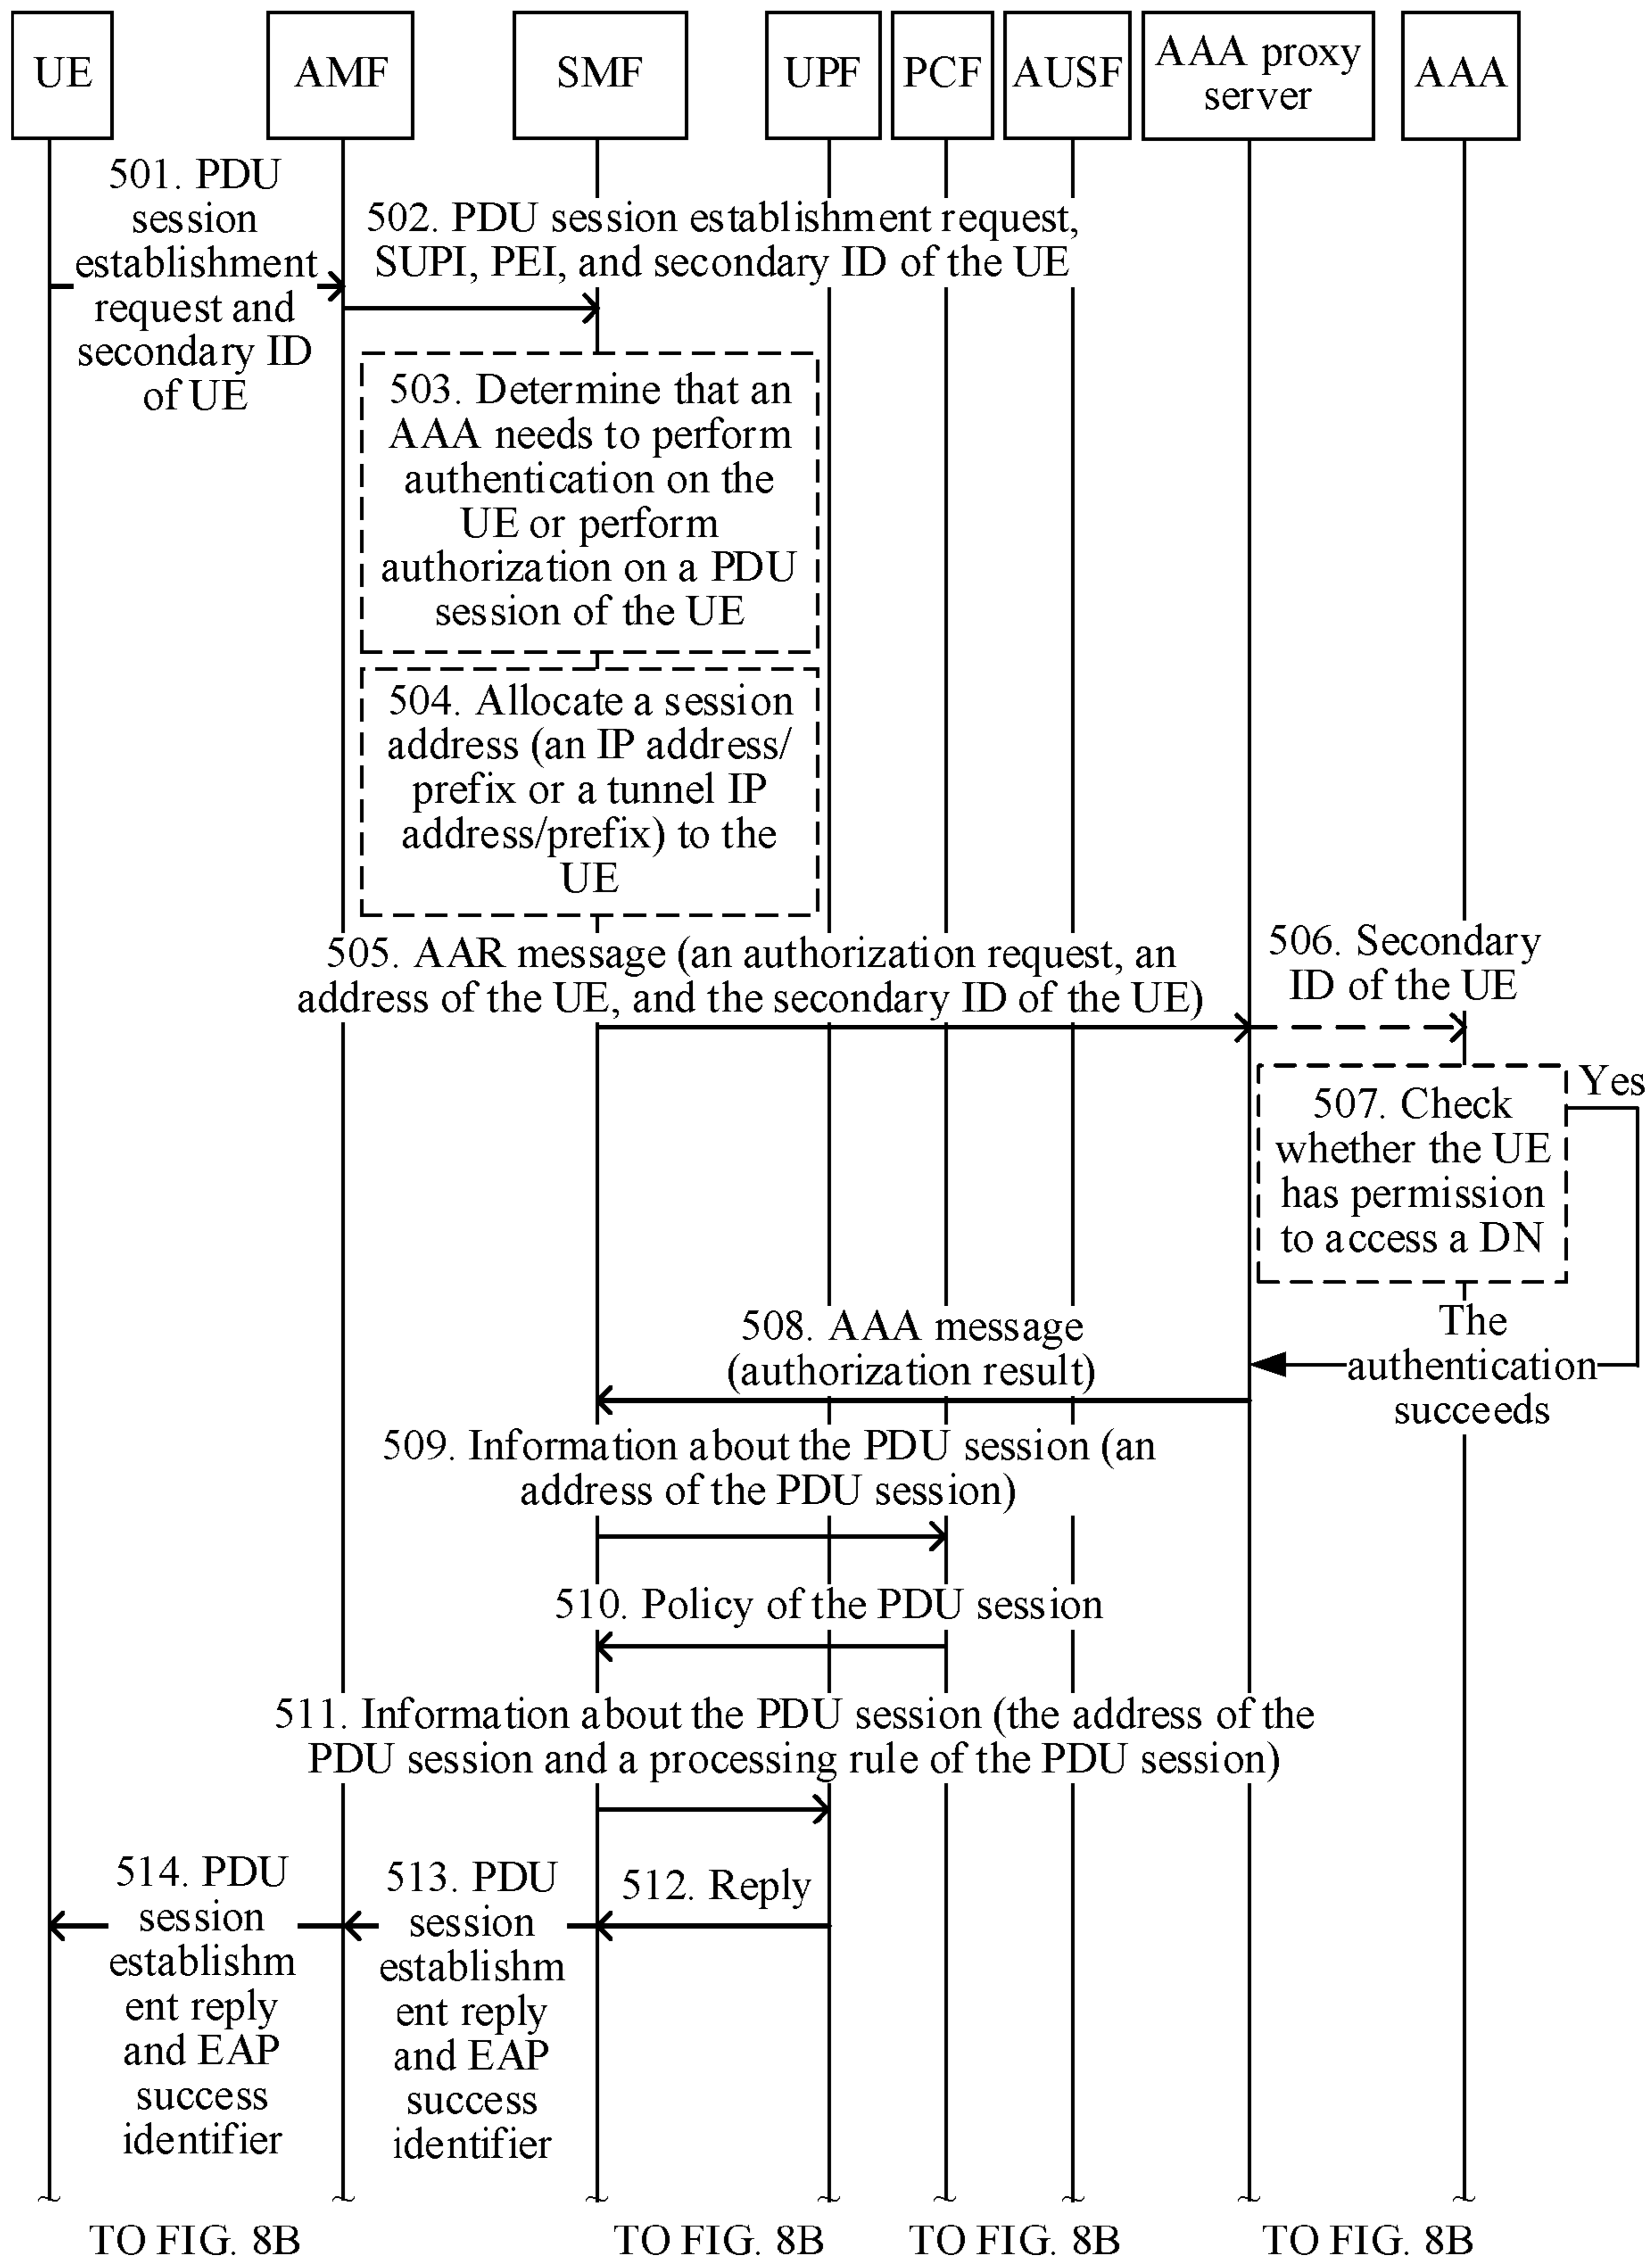 UE
AMF
SMF
UPF
PCF
AUSF
AAA proxy
server
AAA
501. PDU
session
establishment
request and
secondary ID
of UE
502. PDU session establishment request,
SUPI, PEI, and secondary ID of the UE
503. Determine that an
AAA needs to perform
authentication on the
UE or perform
authorization on a PDU
session of the UE
504. Allocate a session
address (an IP address/
prefix or a tunnel IP
address/prefix) to the
UE
505. AAR message (an authorization request, an
address of the UE, and the secondary ID of the UE)
506. Secondary
ID of the UE
507. Check
whether the UE
has permission
to access a DN
Yes
The
authentication
succeeds
508. AAA message
(authorization result)
509. Information about the PDU session (an
address of the PDU session)
510. Policy of the PDU session
511. Information about the PDU session (the address of the
PDU session and a processing rule of the PDU session)
512. Reply
513. PDU
session
establishm
ent reply
and EAP
success
identifier
514. PDU
session
establishm
ent reply
and EAP
success
identifier
TO FIG. 8B
TO FIG. 8B
TO FIG. 8B
TO FIG. 8B